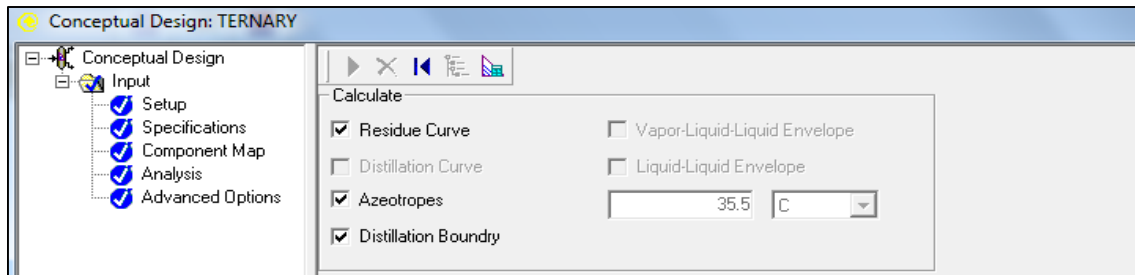 Conceptual Design: TERNARY
Conceptual Design
Input
Setup
Specifications
Component Map
Analysis
Advanced Options
Calculate
Residue Curve
Vapor-Liquid-Liquid Envelope
Distillation Curve
Liquid-Liquid Envelope
Azeotropes
35.5 C
Distillation Boundry